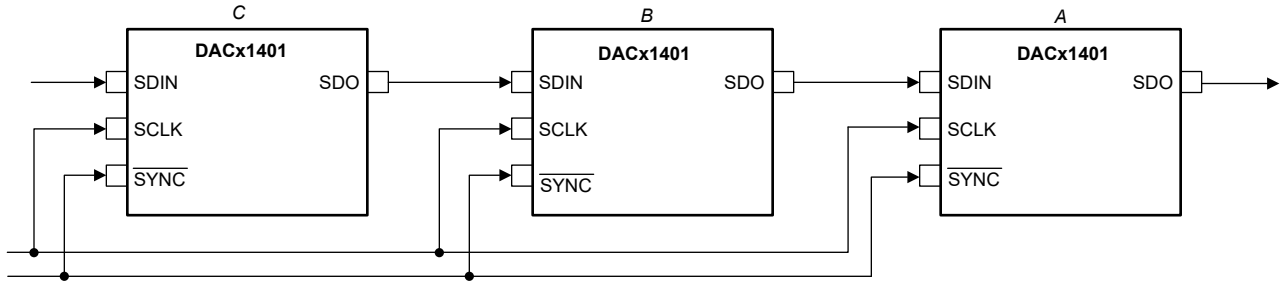 C
DACx1401
SDIN
SDO
SCLK
SYNC
B
DACx1401
SDIN
SDO
SCLK
SYNC
A
DACx1401
SDIN
SDO
SCLK
SYNC